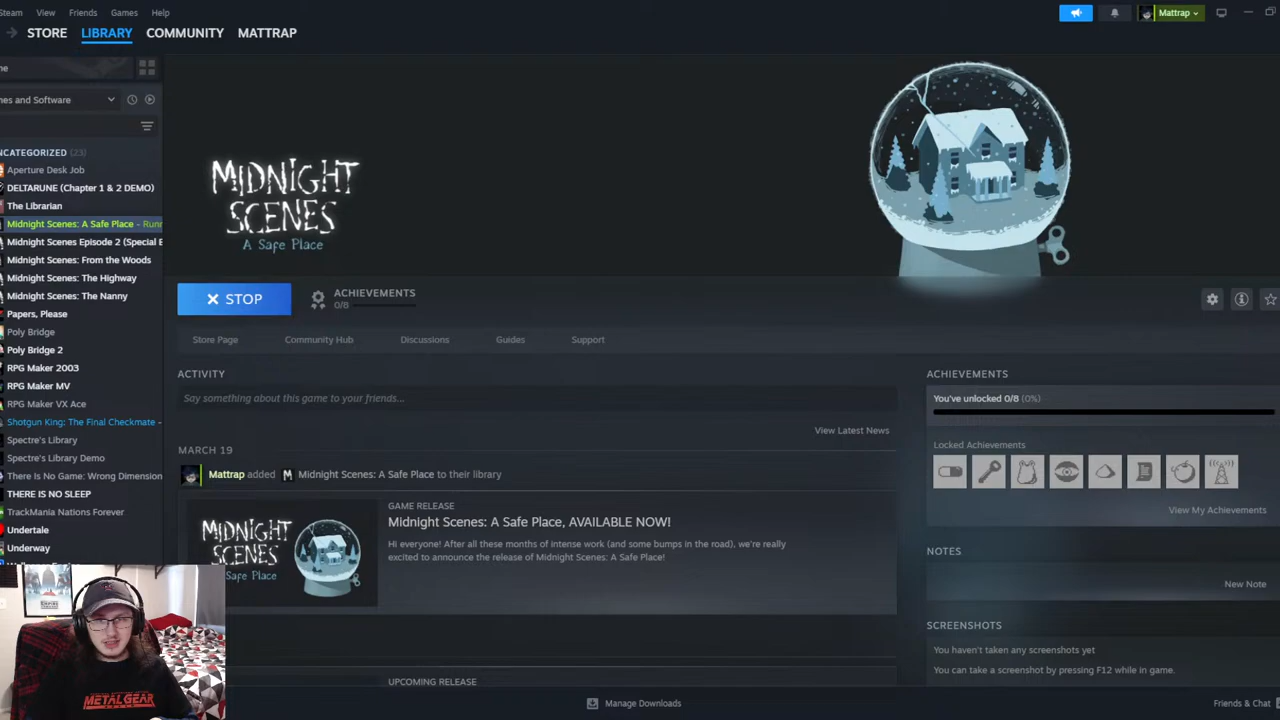 Steam View Friends Games Help
Mattrap
STORE LIBRARY COMMUNITY MATTRAP
me
nes and Software
NCATEGORIZED (23)
Aperture Desk Job
DELTARUNE (Chapter 1 & 2 DEMO)
The Librarian
Midnight Scenes: A Safe Place - Runn
Midnight Scenes Episode 2 (Special E
Midnight Scenes: From the Woods
Midnight Scenes: The Highway
Midnight Scenes: The Nanny
Papers, Please
Poly Bridge
Poly Bridge 2
RPG Maker 2003
RPG Maker MV
RPG Maker VX Ace
Shotgun King: The Final Checkmate -
Spectre's Library
Spectre's Library Demo
There Is No Game: Wrong Dimension
THERE IS NO SLEEP
TrackMania Nations Forever
Undertale
Underway
MIDNIGHT
SCENES
A Safe Place
STOP
ACHIEVEMENTS
0/8
Store Page Community Hub Discussions Guides Support
ACTIVITY
Say something about this game to your friends...
View Latest News
MARCH 19
Mattrap added Midnight Scenes: A Safe Place to their library
GAME RELEASE
Midnight Scenes: A Safe Place, AVAILABLE NOW!
Hi everyone! After all these months of intense work (and some bumps in the road), we're really
excited to announce the release of Midnight Scenes: A Safe Place!
MIDNIGHT
SCENES
Safe Place
UPCOMING RELEASE
ACHIEVEMENTS
You've unlocked 0/8 (0%)
Locked Achievements
View My Achievements
NOTES
New Note
SCREENSHOTS
You haven't taken any screenshots yet
You can take a screenshot by pressing F12 while in game.
Manage Downloads
Friends & Chat
EMPIRE
METAL GEAR